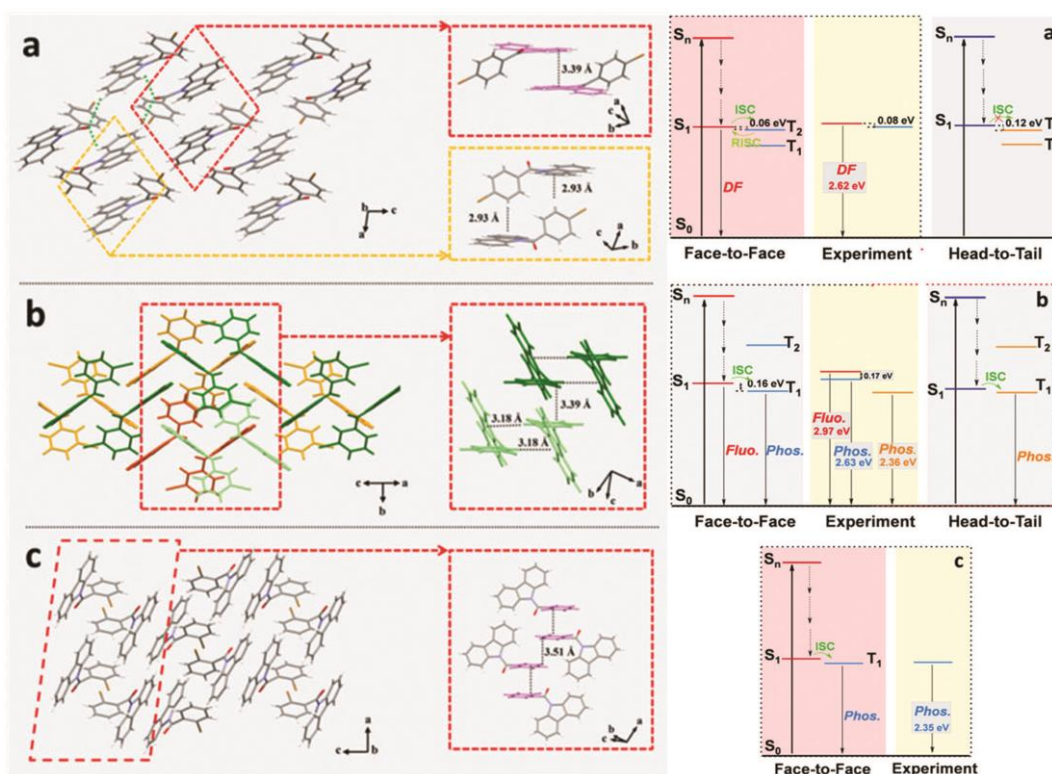 a
3.39 Å
a
c
b
2.93 Å
2.93 Å
a
c
b
b
c
a
b
3.39 Å
3.18 Å
3.18 Å
c
a
b
b
c
a
c
3.51 Å
a
c
b
a
c
b
a
Sn
S1
S0
ISC
0.06 eV
T2
RISC
T1
DF
0.08 eV
DF
2.62 eV
ISC
0.12 eV
T
T
Face-to-Face
Experiment
Head-to-Tail
b
Sn
T2
S1
ISC
0.16 eV
T1
Fluo.
Phos.
S0
0.17 eV
Fluo.
2.97 eV
Phos.
2.63 eV
Phos.
2.36 eV
Sn
T2
S1
ISC
T1
Phos.
S0
Face-to-Face
Experiment
Head-to-Tail
c
Sn
S1
ISC
T1
Phos.
S0
Phos.
2.35 eV
Face-to-Face
Experiment